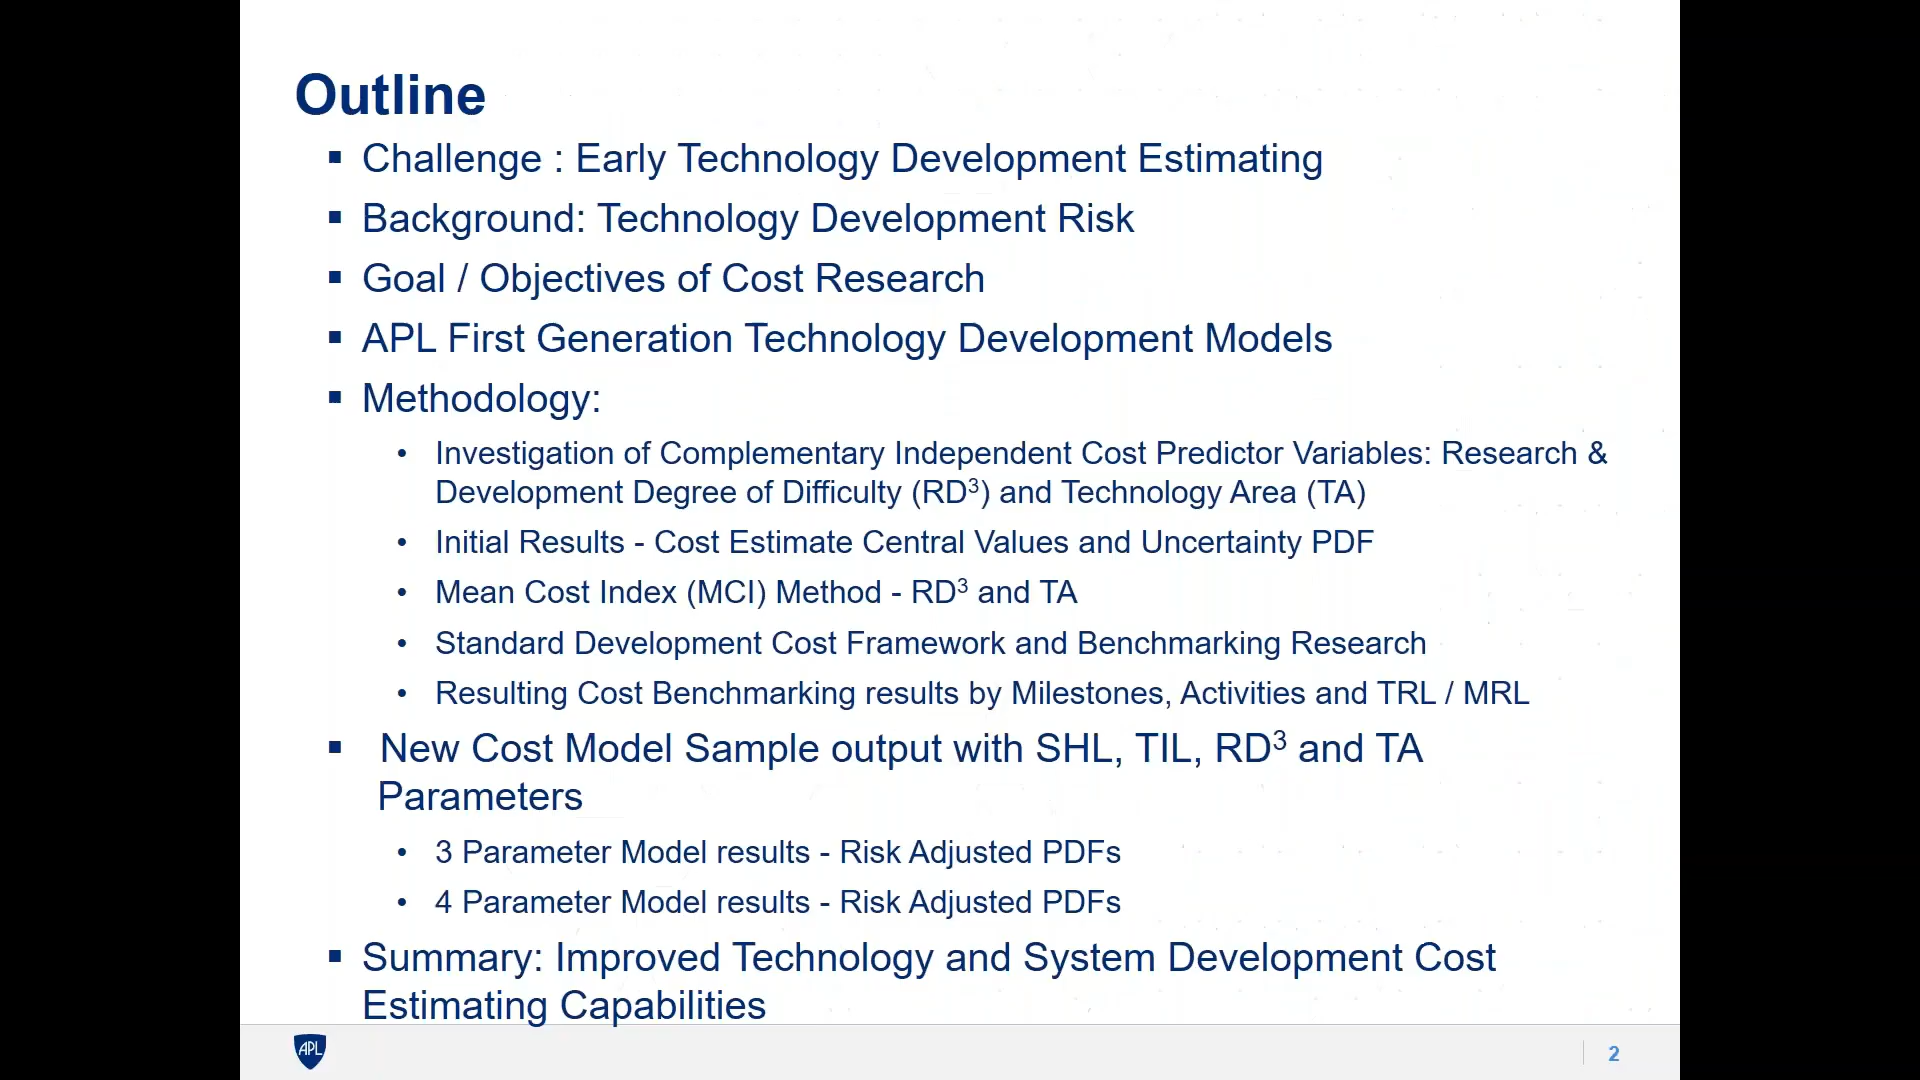 Outline
▪ Challenge : Early Technology Development Estimating
▪ Background: Technology Development Risk
▪ Goal / Objectives of Cost Research
▪ APL First Generation Technology Development Models
▪ Methodology:
• Investigation of Complementary Independent Cost Predictor Variables: Research &
Development Degree of Difficulty (RD³) and Technology Area (TA)
• Initial Results - Cost Estimate Central Values and Uncertainty PDF
• Mean Cost Index (MCI) Method - RD³ and TA
• Standard Development Cost Framework and Benchmarking Research
• Resulting Cost Benchmarking results by Milestones, Activities and TRL / MRL
▪ New Cost Model Sample output with SHL, TIL, RD³ and TA
Parameters
• 3 Parameter Model results - Risk Adjusted PDFs
• 4 Parameter Model results - Risk Adjusted PDFs
▪ Summary: Improved Technology and System Development Cost
Estimating Capabilities
APL
2